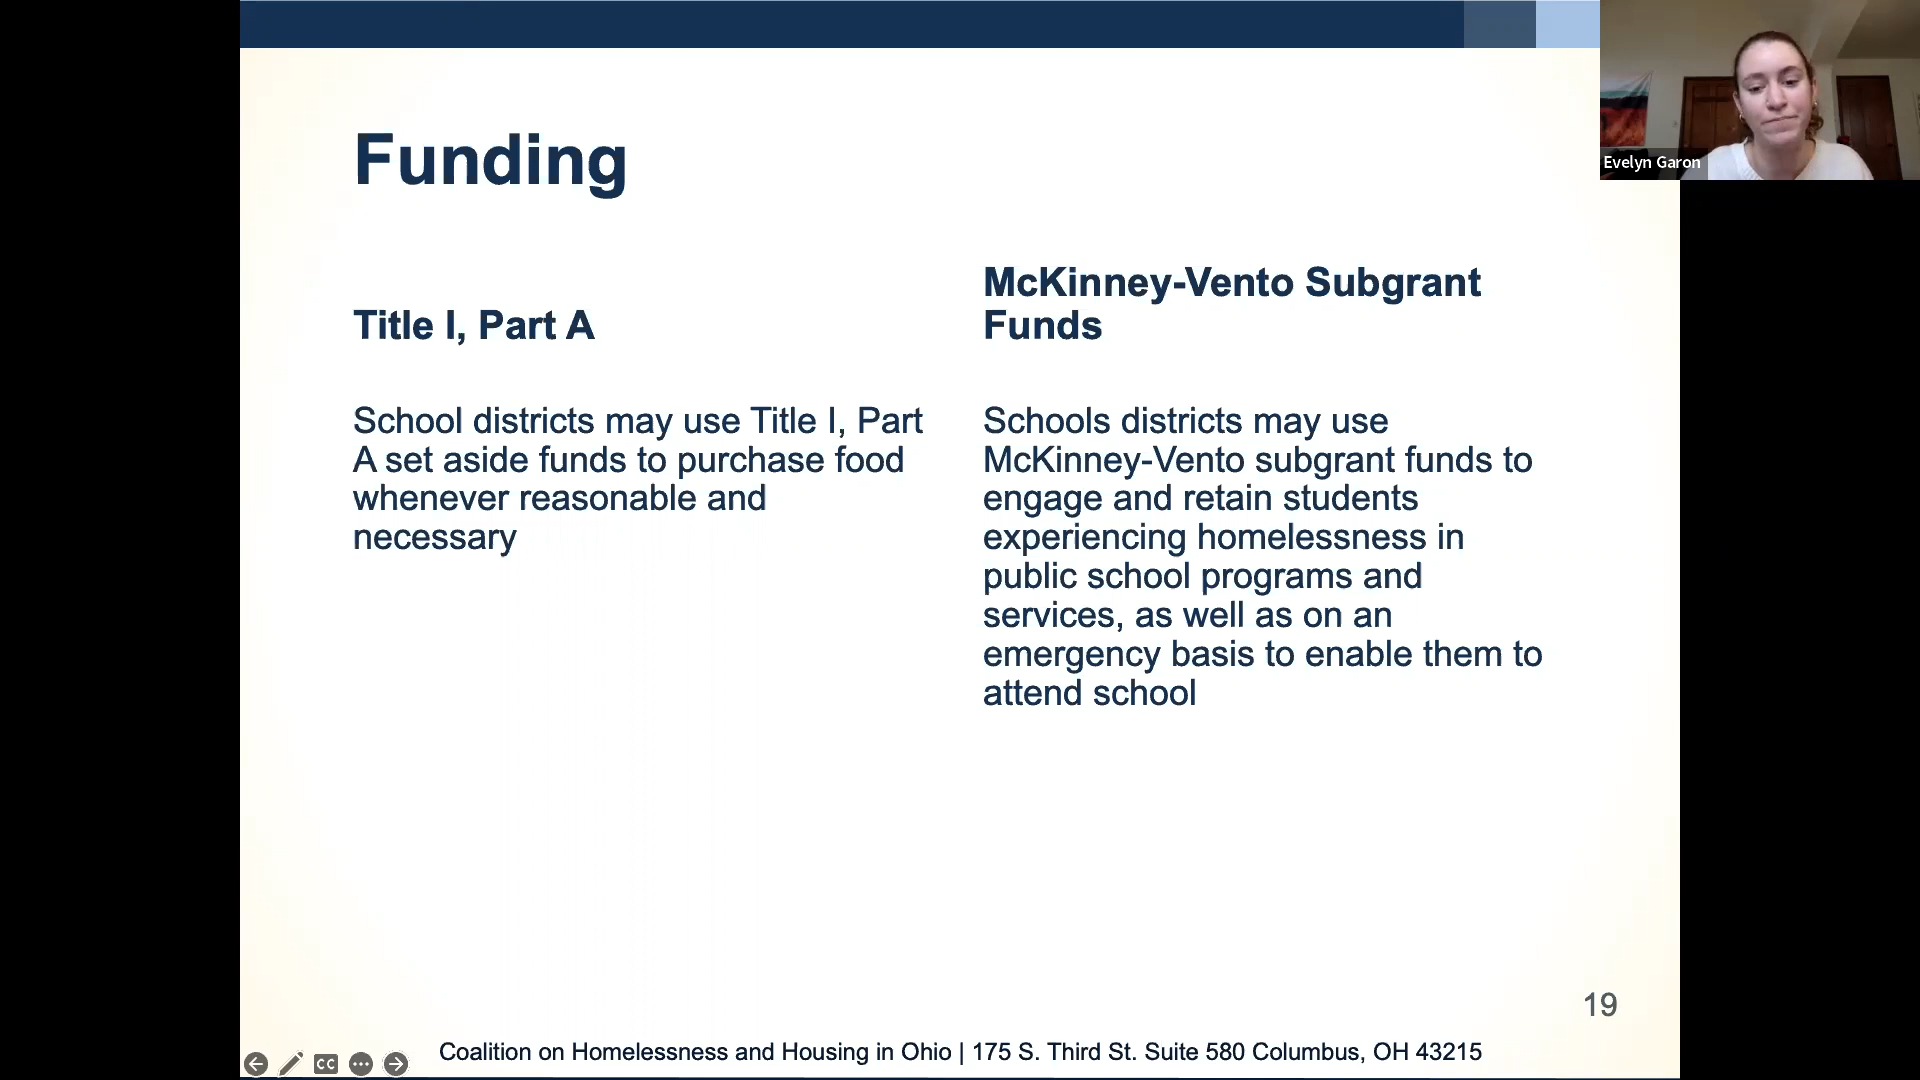 Funding
Evelyn Garon
Title I, Part A
School districts may use Title I, Part
A set aside funds to purchase food
whenever reasonable and
necessary
McKinney-Vento Subgrant
Funds
Schools districts may use
McKinney-Vento subgrant funds to
engage and retain students
experiencing homelessness in
public school programs and
services, as well as on an
emergency basis to enable them to
attend school
19
CC
Coalition on Homelessness and Housing in Ohio | 175 S. Third St. Suite 580 Columbus, OH 43215